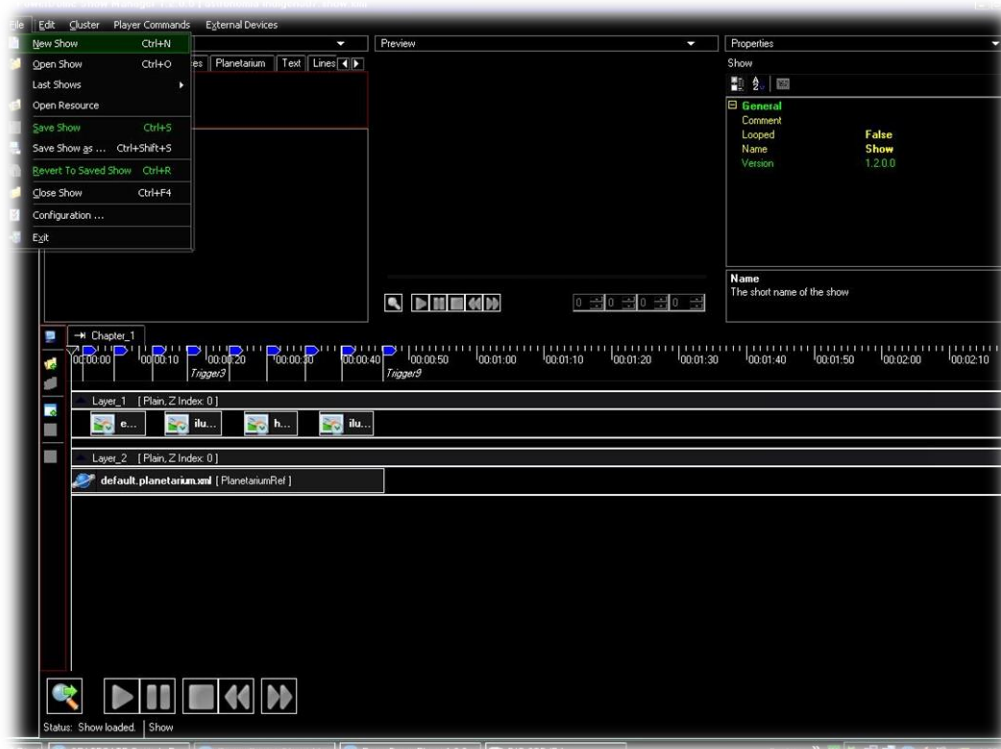 File Edit Cluster Player Commands External Devices
New Show Ctrl+N
Open Show Ctrl+O
Last Shows
Open Resource
Save Show Ctrl+S
Save Show as ... Ctrl+Shift+S
Revert To Saved Show Ctrl+R
Close Show Ctrl+F4
Configuration ...
Exit
Planetarium Text Lines
Preview
Properties
Show
General
Comment
Looped False
Name Show
Version 1.2.0.0
Name
The short name of the show
0 0 0 0
Chapter_1
00:00:00 00:00:10 00:00:20 00:00:30 00:00:40 00:00:50 00:01:00 00:01:10 00:01:20 00:01:30 00:01:40 00:01:50 00:02:00 00:02:10
Trigger3 Trigger9
Layer_1 [ Plain, Z Index: 0 ]
e... ilu... h... ilu...
Layer_2 [ Plain, Z Index: 0 ]
default.planetarium.xml [ PlanetariumRef ]
Status: Show loaded. Show